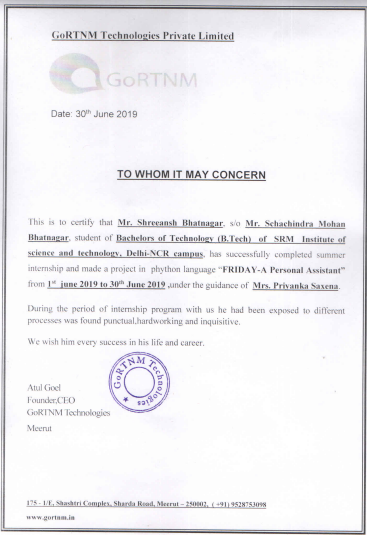 GoRTNM Technologies Private Limited
GoRTNM
Date: 30th June 2019
TO WHOM IT MAY CONCERN
This is to certify that Mr. Shreeansh Bhatnagar, s/o Mr. Schachindra Mohan
Bhatnagar, student of Bachelors of Technology (B.Tech) of SRM Institute of
science and technology, Delhi-NCR campus, has successfully completed summer
internship and made a project in phython language “FRIDAY-A Personal Assistant”
from 1st june 2019 to 30th June 2019 ,under the guidance of Mrs. Priyanka Saxena.
During the period of internship program with us he had been exposed to different
processes was found punctual,hardworking and inquisitive.
We wish him every success in his life and career.
GoRTNM Technologies
Atul Goel
Founder,CEO
GoRTNM Technologies
Meerut
175 - 1/E, Shashtri Complex, Sharda Road, Meerut – 250002, ( +91) 9528753098
www.gortnm.in